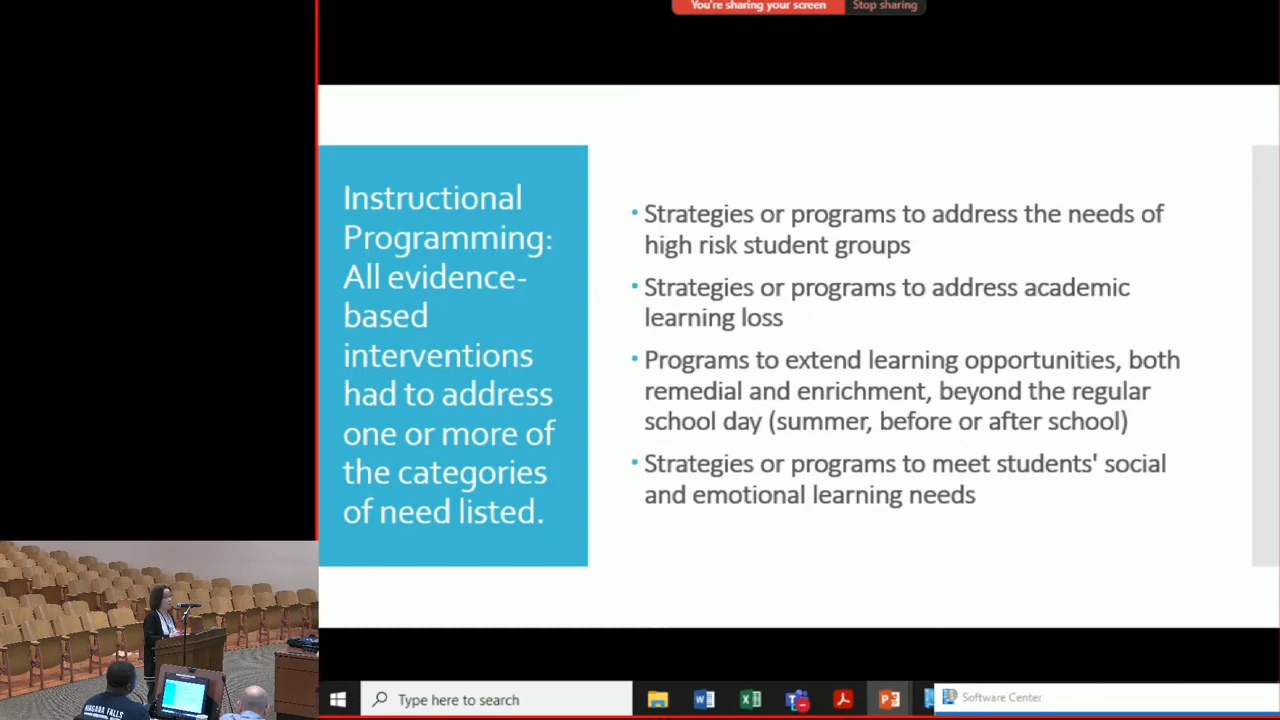 You're sharing your screen
Stop sharing
Instructional
Programming:
All evidence-
based
interventions
had to address
one or more of
the categories
of need listed.
• Strategies or programs to address the needs of
high risk student groups
• Strategies or programs to address academic
learning loss
• Programs to extend learning opportunities, both
remedial and enrichment, beyond the regular
school day (summer, before or after school)
• Strategies or programs to meet students' social
and emotional learning needs
NIAGARA FALLS
Type here to search
Software Center